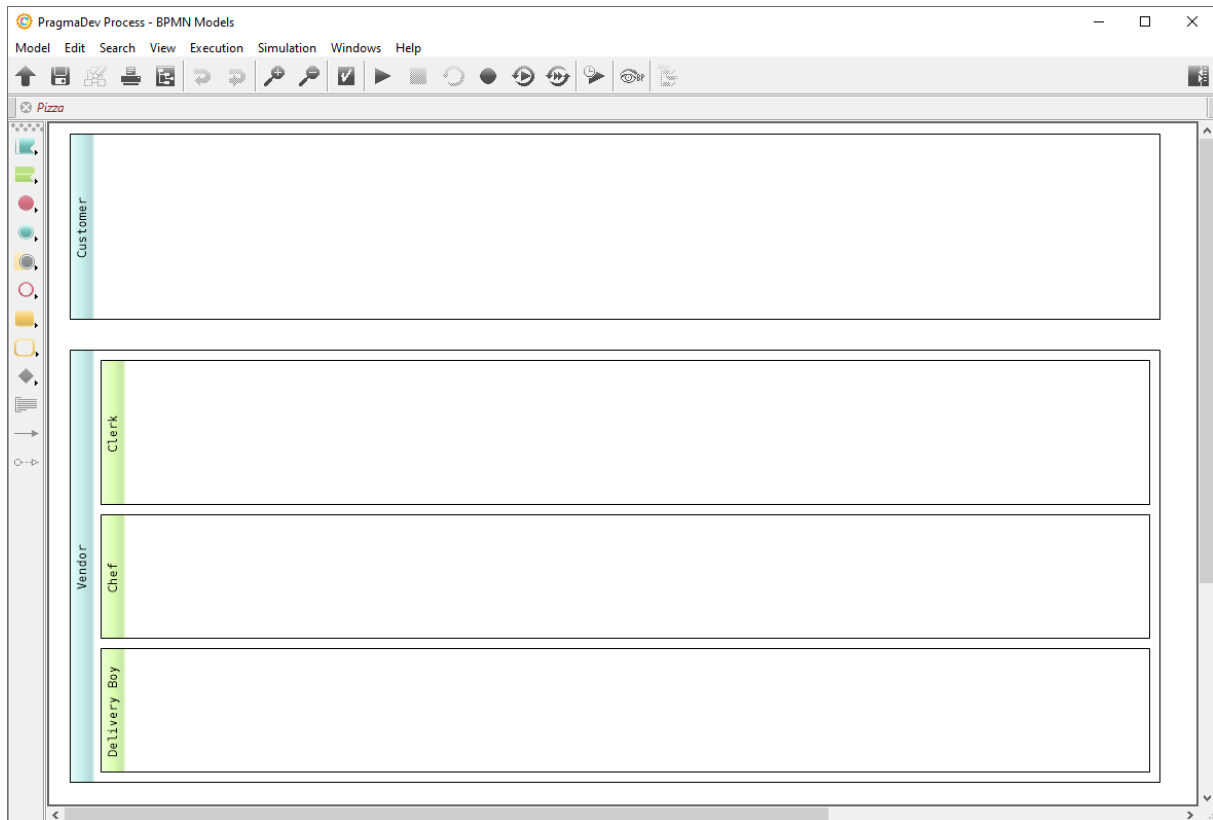 PragmaDev Process - BPMN Models
Model Edit Search View Execution Simulation Windows Help
BP
Pizza
Customer
Vendor
Clerk
Chef
Delivery Boy